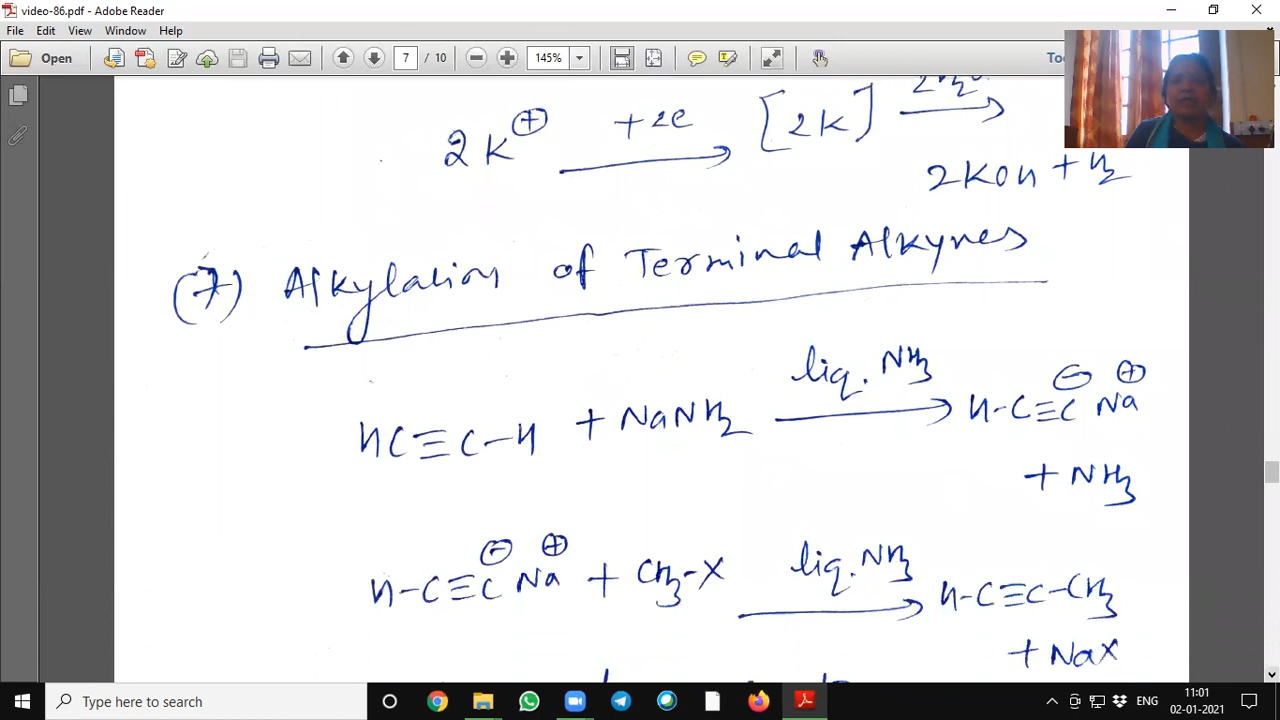 video-86.pdf - Adobe Reader
File Edit View Window Help
Open 7 / 10 145%
2K⊕ +2e → [2K] →
2KOH + H₂
(7) Alkylation of Terminal Alkynes
HC≡C-H + NaNH₂ liq. NH₃ → H-C≡C⊖ Na⊕
+ NH₃
H-C≡C⊖ Na⊕ + CH₃-X liq. NH₃ → H-C≡C-CH₃
+ NaX
Type here to search
ENG
11:01
02-01-2021